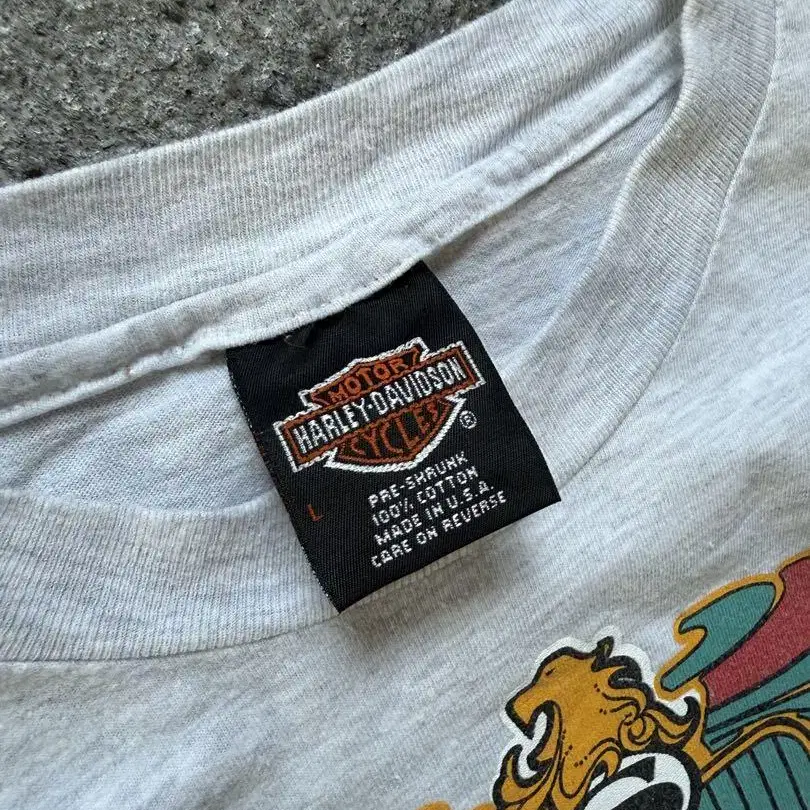 MOTOR
HARLEY-DAVIDSON
CYCLES
®
L
PRE-SHRUNK
100% COTTON
MADE IN U.S.A.
CARE ON REVERSE